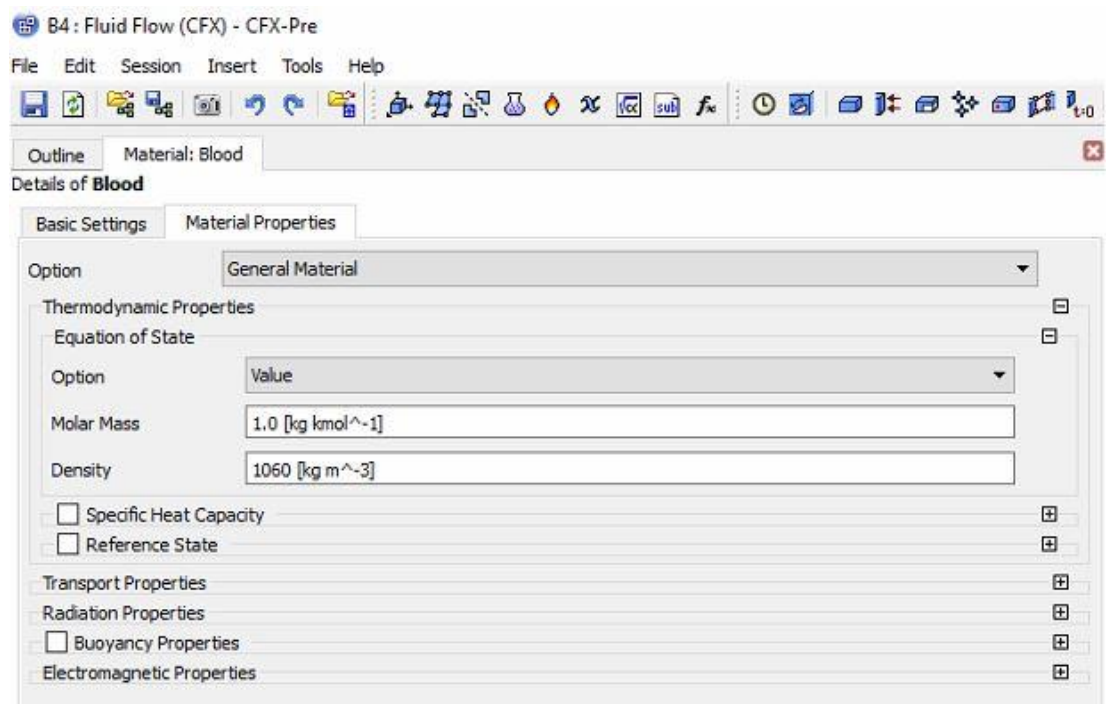 B4 : Fluid Flow (CFX) - CFX-Pre
File Edit Session Insert Tools Help
Outline Material: Blood
Details of Blood
Basic Settings Material Properties
Option General Material
Thermodynamic Properties
Equation of State
Option Value
Molar Mass 1.0 [kg kmol^-1]
Density 1060 [kg m^-3]
Specific Heat Capacity
Reference State
Transport Properties
Radiation Properties
Buoyancy Properties
Electromagnetic Properties